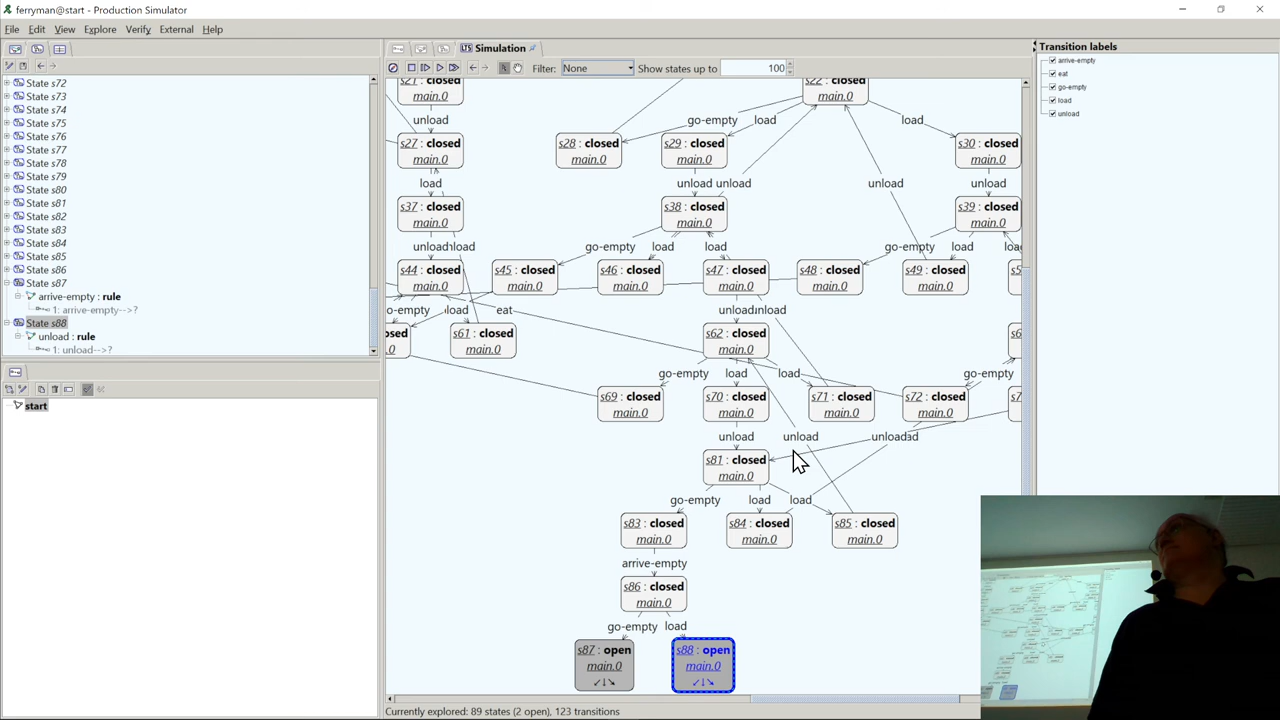 ferryman@start - Production Simulator
File Edit View Explore Verify External Help
Simulation
Filter: None Show states up to 100
State s72
State s73
State s74
State s75
State s76
State s77
State s78
State s79
State s80
State s81
State s82
State s83
State s84
State s85
State s86
State s87
arrive-empty : rule
1: arrive-empty-->?
State s88
unload : rule
1: unload-->?
start
s21 : closed
main.0
s22 : closed
main.0
unload
go-empty
load
load
s27 : closed
main.0
s28 : closed
main.0
s29 : closed
main.0
s30 : closed
main.0
load
unload
unload
unload
unload
s37 : closed
main.0
s38 : closed
main.0
s39 : closed
main.0
go-empty
load
load
go-empty
load
s44 : closed
main.0
s45 : closed
main.0
s46 : closed
main.0
s47 : closed
main.0
s48 : closed
main.0
s49 : closed
main.0
load
eat
s61 : closed
main.0
s62 : closed
main.0
go-empty
load
load
go-empty
s69 : closed
main.0
s70 : closed
main.0
s71 : closed
main.0
s72 : closed
main.0
unload
unload
s81 : closed
main.0
go-empty
load
load
s83 : closed
main.0
s84 : closed
main.0
s85 : closed
main.0
arrive-empty
s86 : closed
main.0
go-empty
load
s87 : open
main.0
s88 : open
main.0
Currently explored: 89 states (2 open), 123 transitions
Transition labels
arrive-empty
eat
go-empty
load
unload